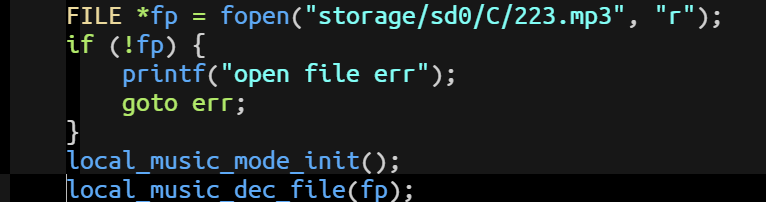 FILE *fp = fopen("storage/sd0/C/223.mp3", "r");
if (!fp) {
    printf("open file err");
    goto err;
}
local_music_mode_init();
local_music_dec_file(fp);